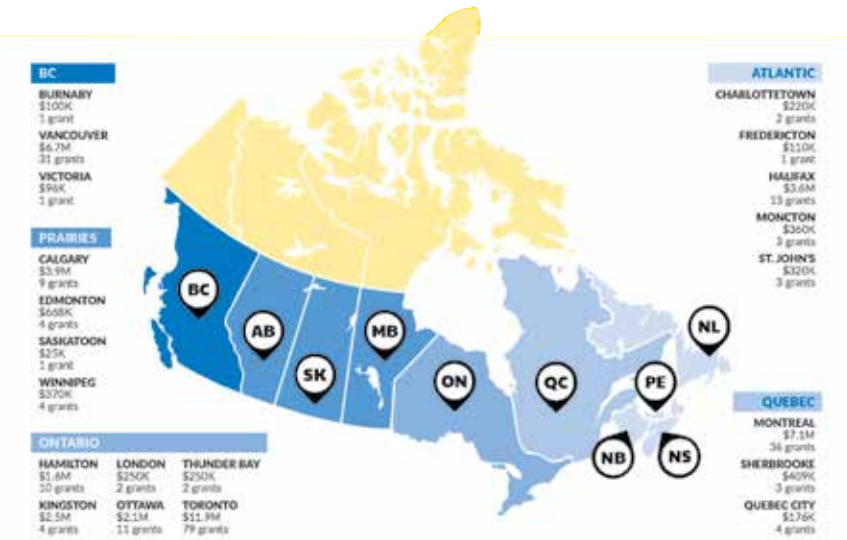 BC
BURNABY
$100K
1 grant
VANCOUVER
$6.7M
31 grants
VICTORIA
$96K
1 grant
PRAIRIES
CALGARY
$3.9M
9 grants
EDMONTON
$668K
4 grants
SASKATOON
$25K
1 grant
WINNIPEG
$370K
4 grants
ONTARIO
HAMILTON LONDON THUNDER BAY
$1.6M $250K $250K
10 grants 2 grants 2 grants
KINGSTON OTTAWA TORONTO
$2.5M $2.1M $11.9M
4 grants 11 grants 79 grants
BC
AB
SK
MB
ON
QC
PE
NL
NB
NS
ATLANTIC
CHARLOTTETOWN
$220K
2 grants
FREDERICTON
$110K
1 grant
HALIFAX
$3.6M
13 grants
MONCTON
$360K
3 grants
ST. JOHN'S
$320K
3 grants
QUEBEC
MONTREAL
$7.1M
36 grants
SHERBROOKE
$409K
3 grants
QUEBEC CITY
$176K
4 grants